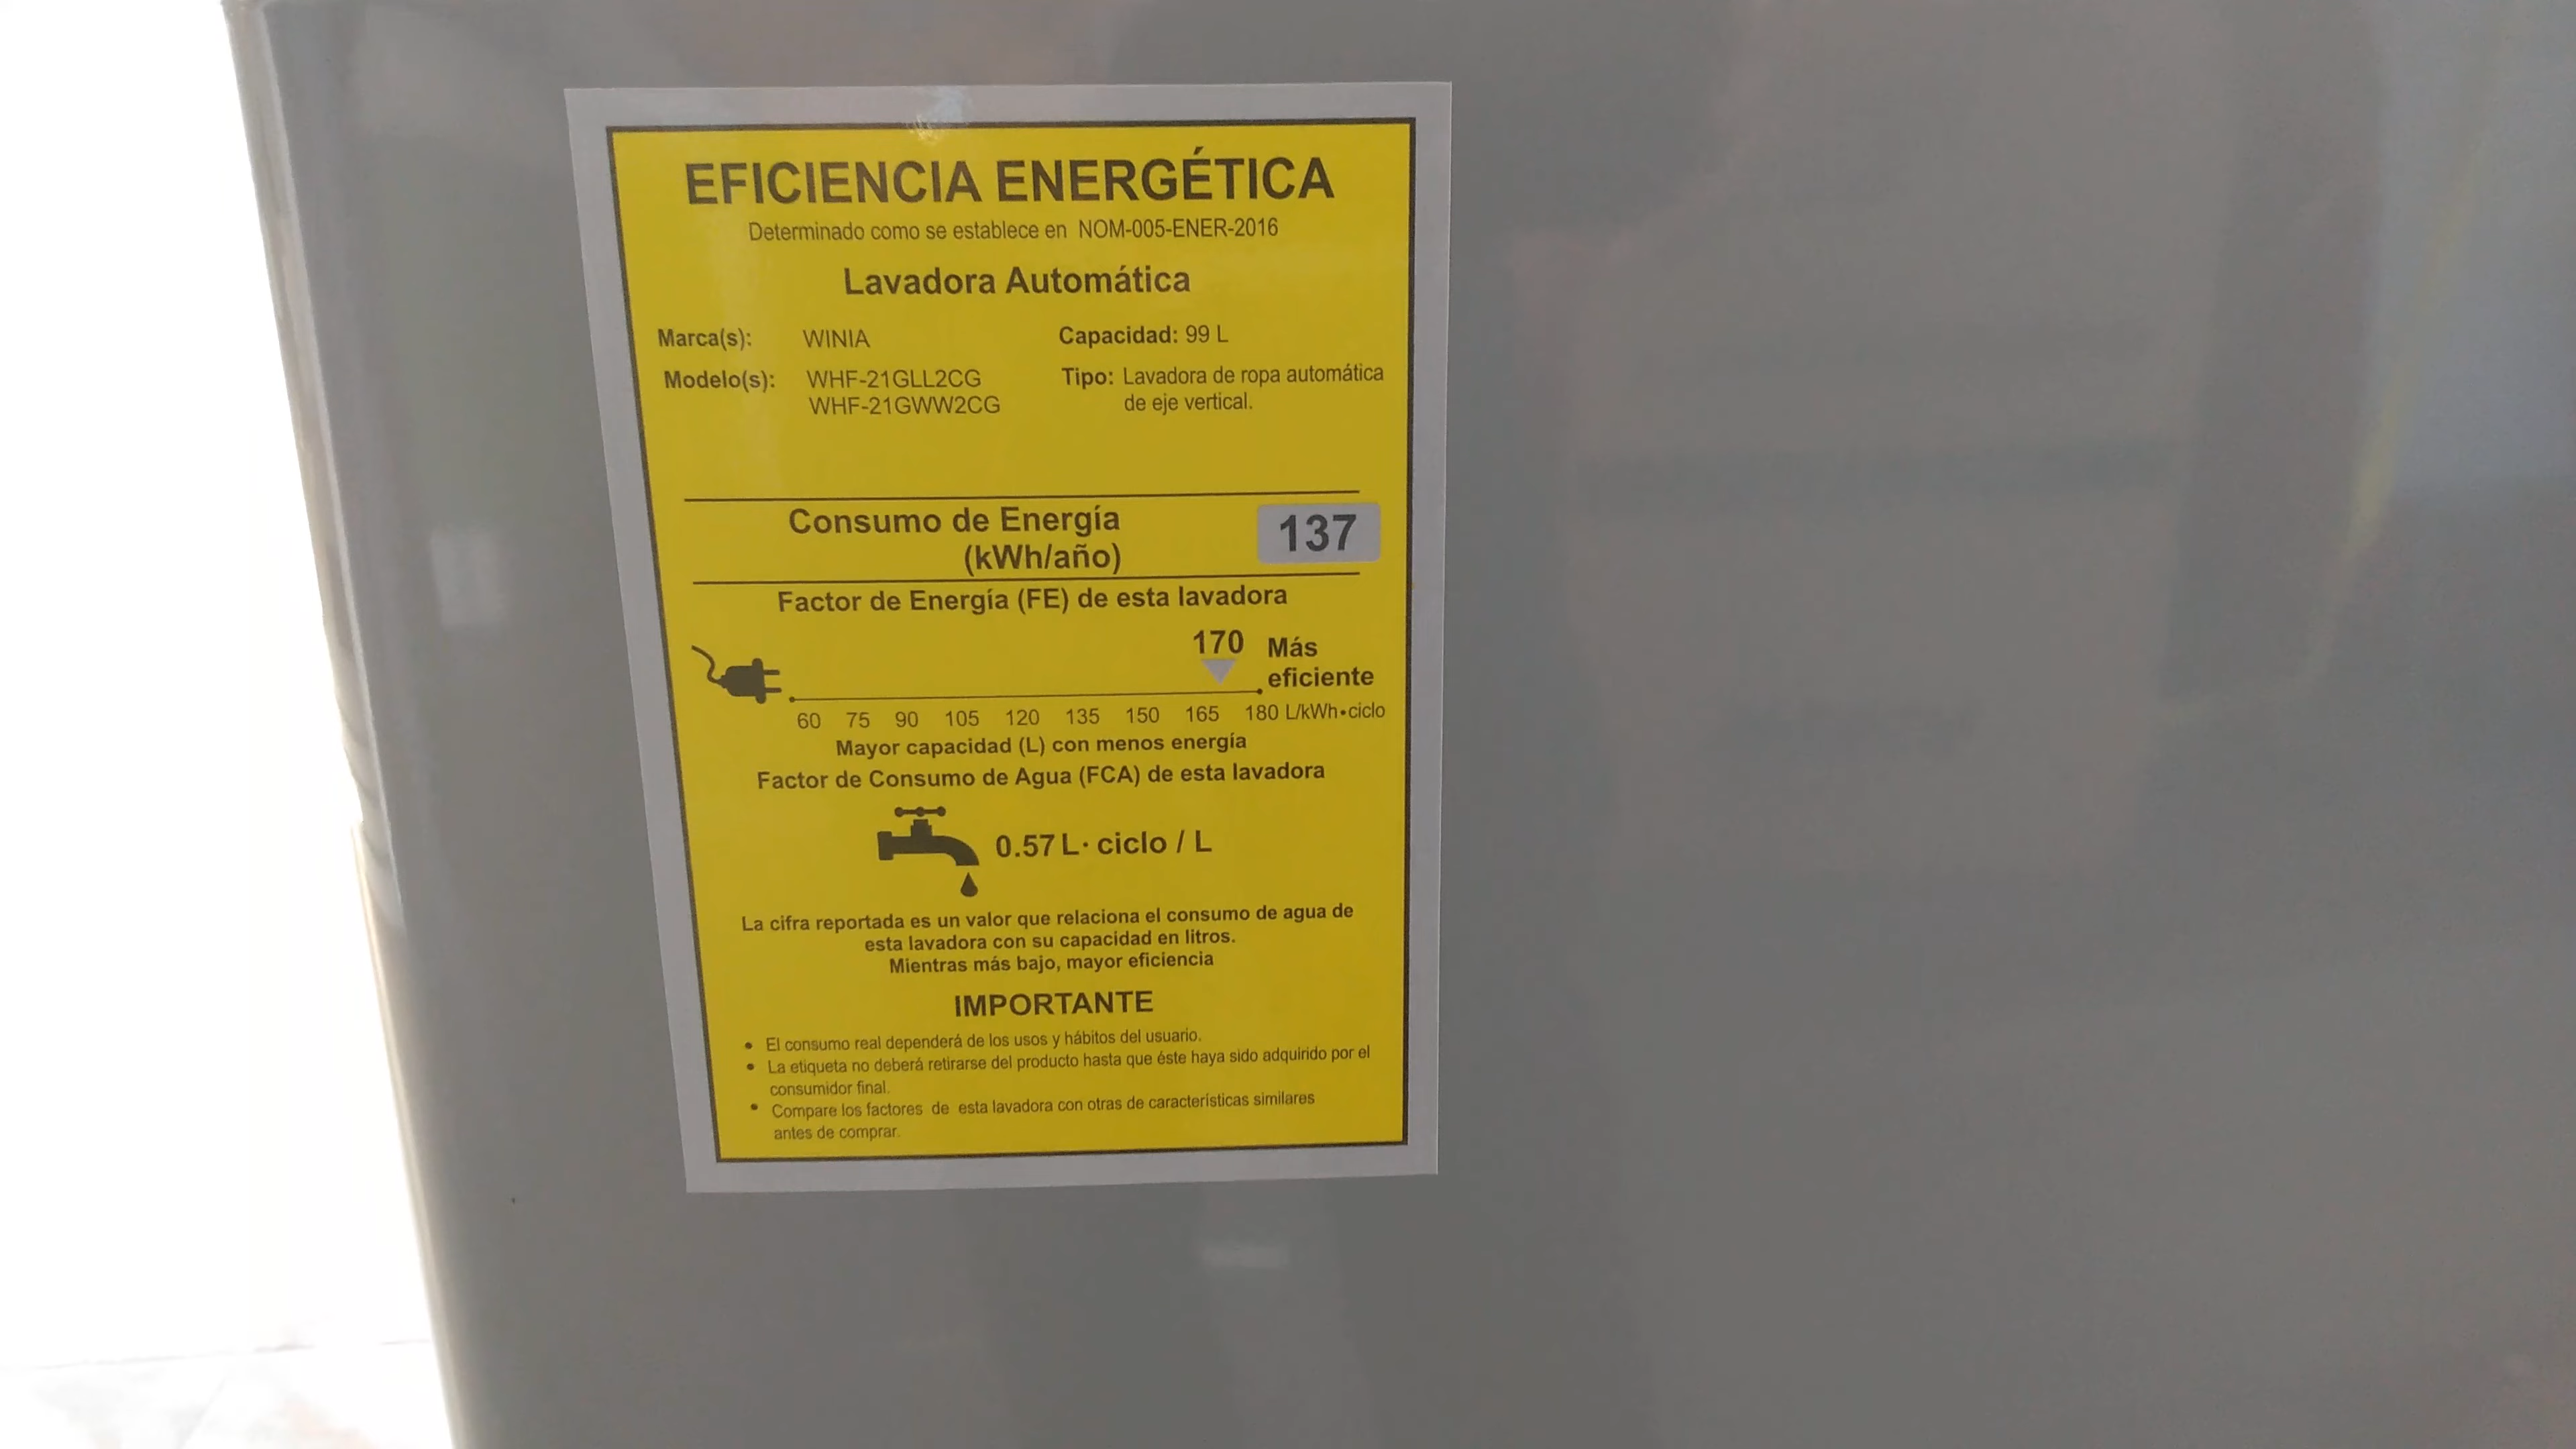 EFICIENCIA ENERGÉTICA
Determinado como se establece en NOM-005-ENER-2016
Lavadora Automática
Marca(s): WINIA Capacidad: 99 L
Modelo(s): WHF-21GLL2CG Tipo: Lavadora de ropa automática
WHF-21GWW2CG de eje vertical.
Consumo de Energía
(kWh/año) 137
Factor de Energía (FE) de esta lavadora
170 Más
eficiente
60 75 90 105 120 135 150 165 180 L/kWh•ciclo
Mayor capacidad (L) con menos energía
Factor de Consumo de Agua (FCA) de esta lavadora
0.57 L· ciclo / L
La cifra reportada es un valor que relaciona el consumo de agua de
esta lavadora con su capacidad en litros.
Mientras más bajo, mayor eficiencia
IMPORTANTE
• El consumo real dependerá de los usos y hábitos del usuario.
• La etiqueta no deberá retirarse del producto hasta que éste haya sido adquirido por el
consumidor final.
• Compare los factores de esta lavadora con otras de características similares
antes de comprar.